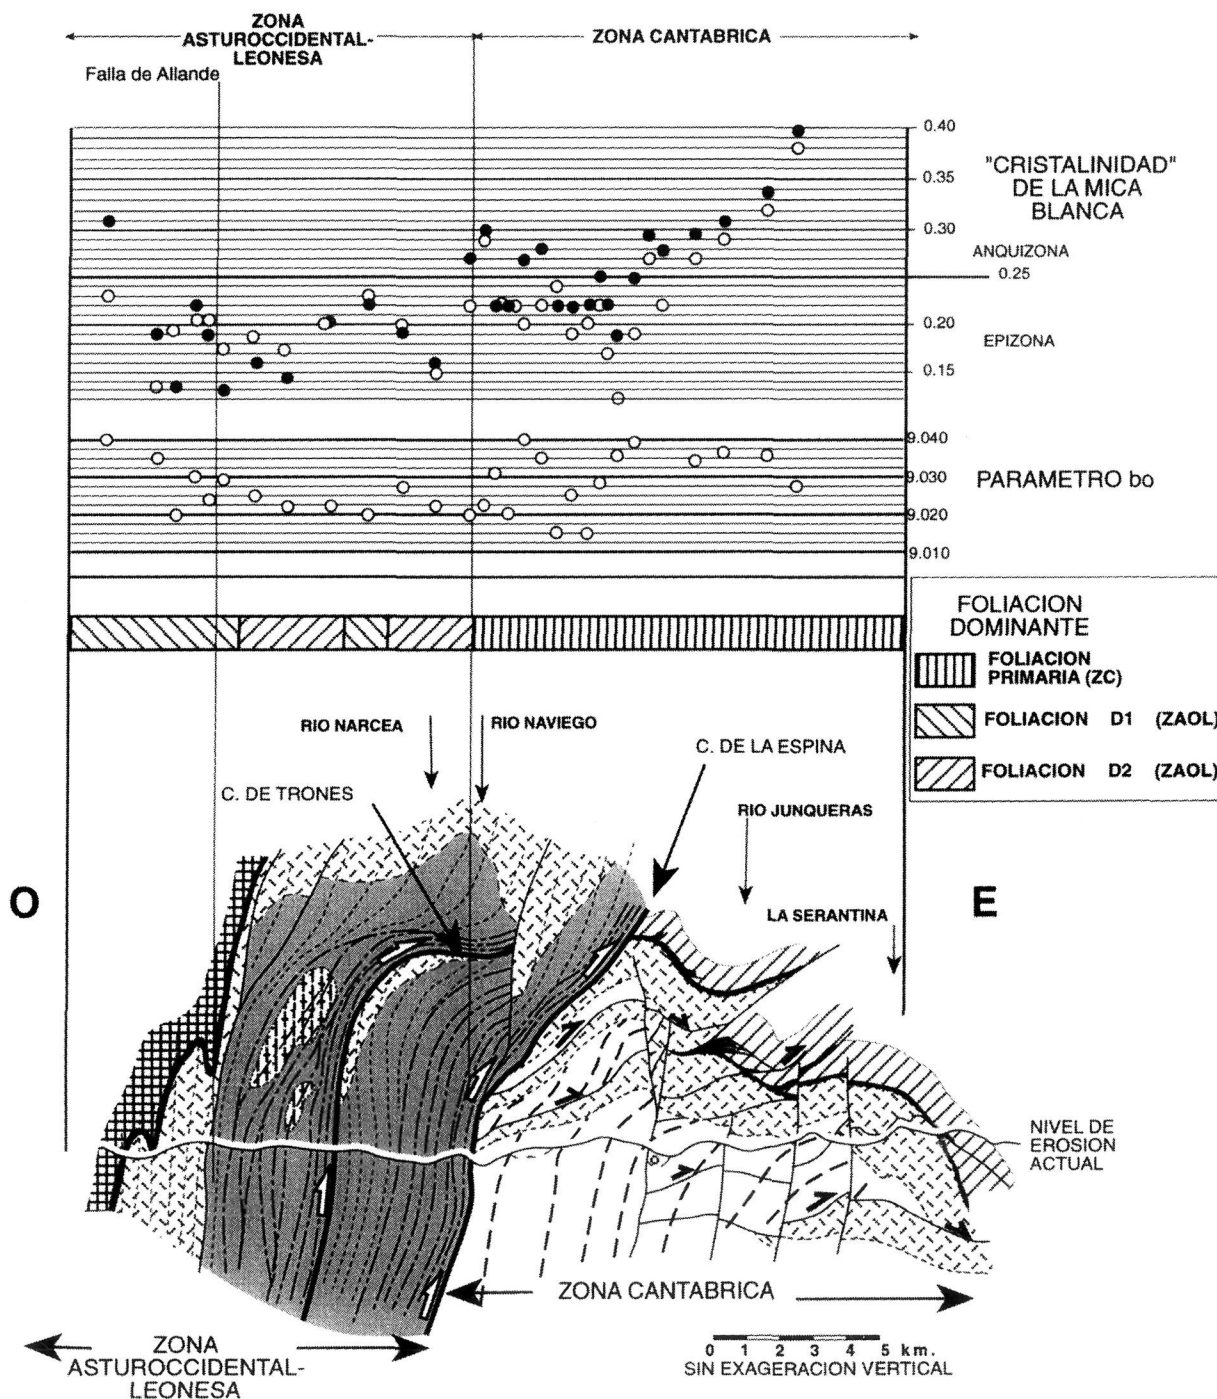 ZONA
ASTUROCCIDENTAL-
LEONESA
ZONA CANTABRICA
Falla de Allande
0.40
0.35
0.30
0.25
0.20
0.15
"CRISTALINIDAD"
DE LA MICA
BLANCA
ANQUIZONA
EPIZONA
9.040
9.030
9.020
9.010
PARAMETRO bo
FOLIACION
DOMINANTE
FOLIACION
PRIMARIA (ZC)
FOLIACION D1 (ZAOL)
FOLIACION D2 (ZAOL)
RIO NARCEA
RIO NAVIEGO
C. DE LA ESPINA
C. DE TRONES
RIO JUNQUERAS
O
E
LA SERANTINA
NIVEL DE
EROSION
ACTUAL
ZONA CANTABRICA
ZONA
ASTUROCCIDENTAL-
LEONESA
0 1 2 3 4 5 km.
SIN EXAGERACION VERTICAL